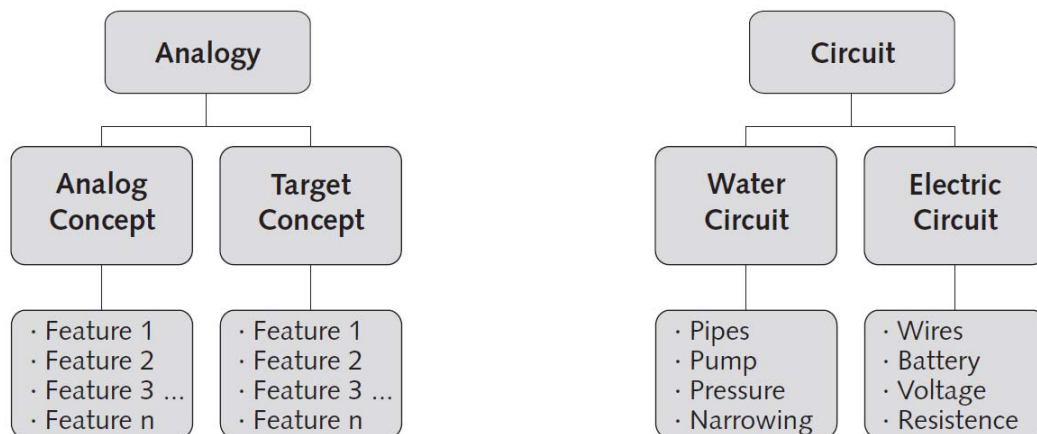 Analogy
Analog
Concept
Target
Concept
· Feature 1
· Feature 2
· Feature 3 ...
· Feature n
· Feature 1
· Feature 2
· Feature 3 ...
· Feature n
Circuit
Water
Circuit
Electric
Circuit
· Pipes
· Pump
· Pressure
· Narrowing
· Wires
· Battery
· Voltage
· Resistence